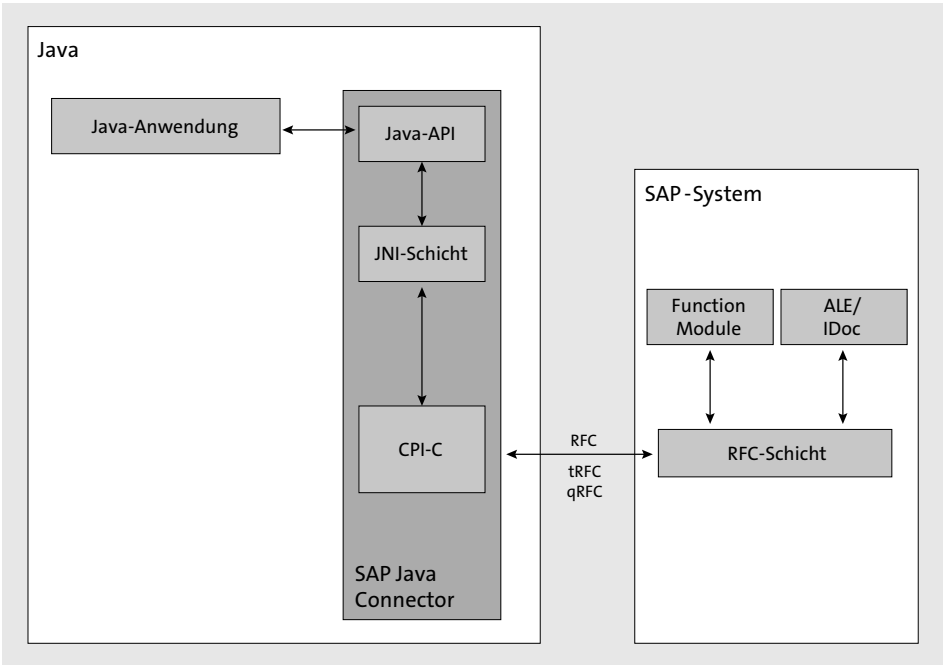 Java
Java-Anwendung
Java-API
JNI-Schicht
CPI-C
SAP Java
Connector
RFC
tRFC
qRFC
SAP-System
Function
Module
ALE/
IDoc
RFC-Schicht